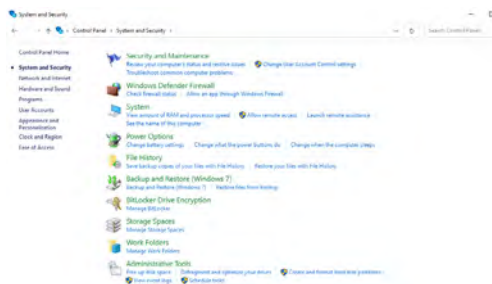 System and Security
Control Panel › System and Security ›
Search Control Panel
Control Panel Home
System and Security
Network and Internet
Hardware and Sound
Programs
User Accounts
Appearance and
Personalization
Clock and Region
Ease of Access
Security and Maintenance
Review your computer's status and resolve issues
Change User Account Control settings
Troubleshoot common computer problems
Windows Defender Firewall
Check firewall status
Allow an app through Windows Firewall
System
View amount of RAM and processor speed
Allow remote access
Launch remote assistance
See the name of this computer
Power Options
Change battery settings
Change what the power buttons do
Change when the computer sleeps
File History
Save backup copies of your files with File History
Restore your files with File History
Backup and Restore (Windows 7)
Backup and Restore (Windows 7)
Restore files from backup
BitLocker Drive Encryption
Manage BitLocker
Storage Spaces
Manage Storage Spaces
Work Folders
Manage Work Folders
Administrative Tools
Free up disk space
Defragment and optimize your drives
Create and format hard disk partitions
View event logs
Schedule tasks